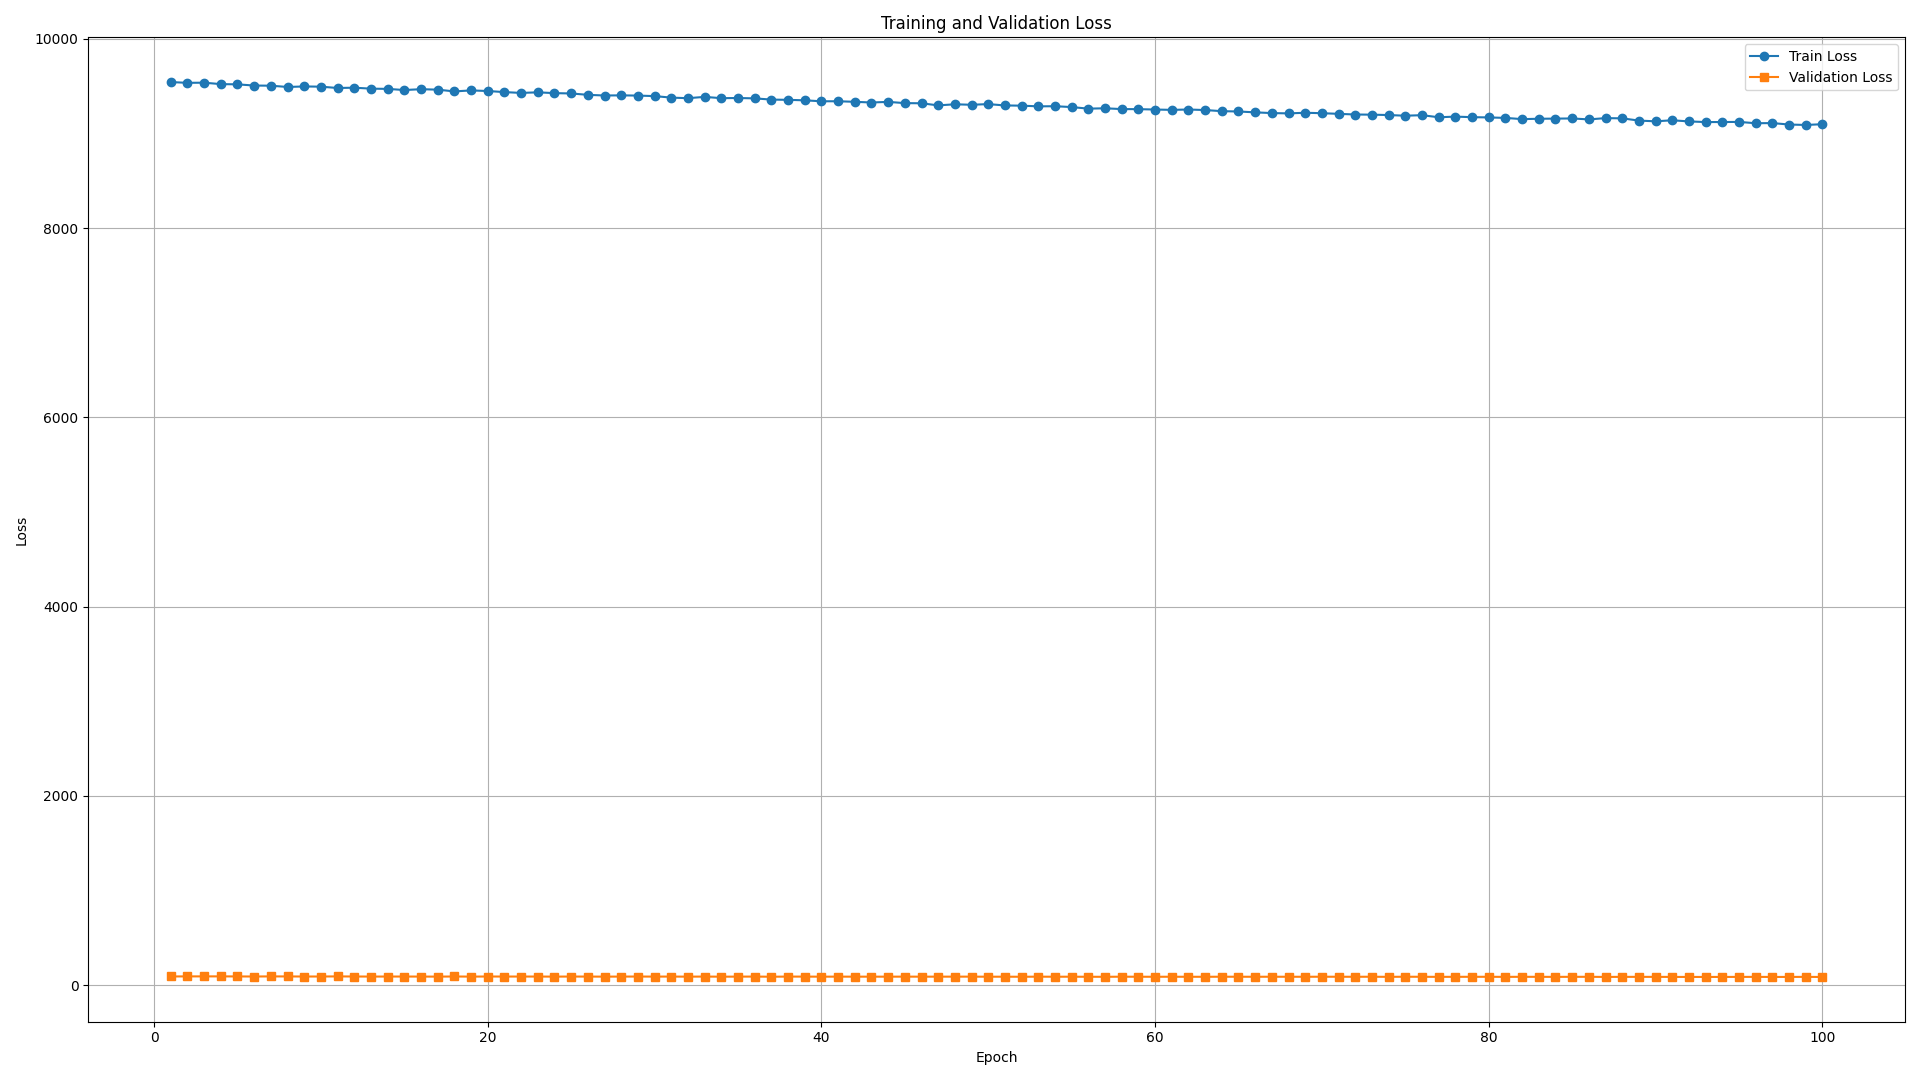 Training and Validation Loss
Train Loss
Validation Loss
10000
8000
6000
4000
2000
0
Loss
0 20 40 60 80 100
Epoch